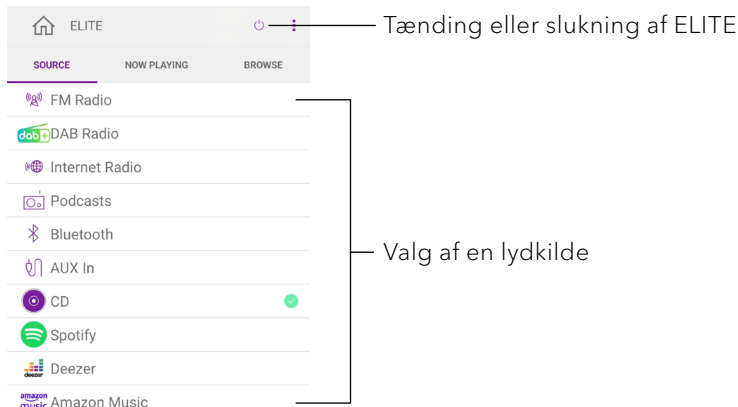 ELITE
Tænding eller slukning af ELITE
SOURCE NOW PLAYING BROWSE
FM Radio
dab+ DAB Radio
Internet Radio
Podcasts
Bluetooth
Valg af en lydkilde
AUX In
CD
Spotify
deezer Deezer
amazon
music Amazon Music